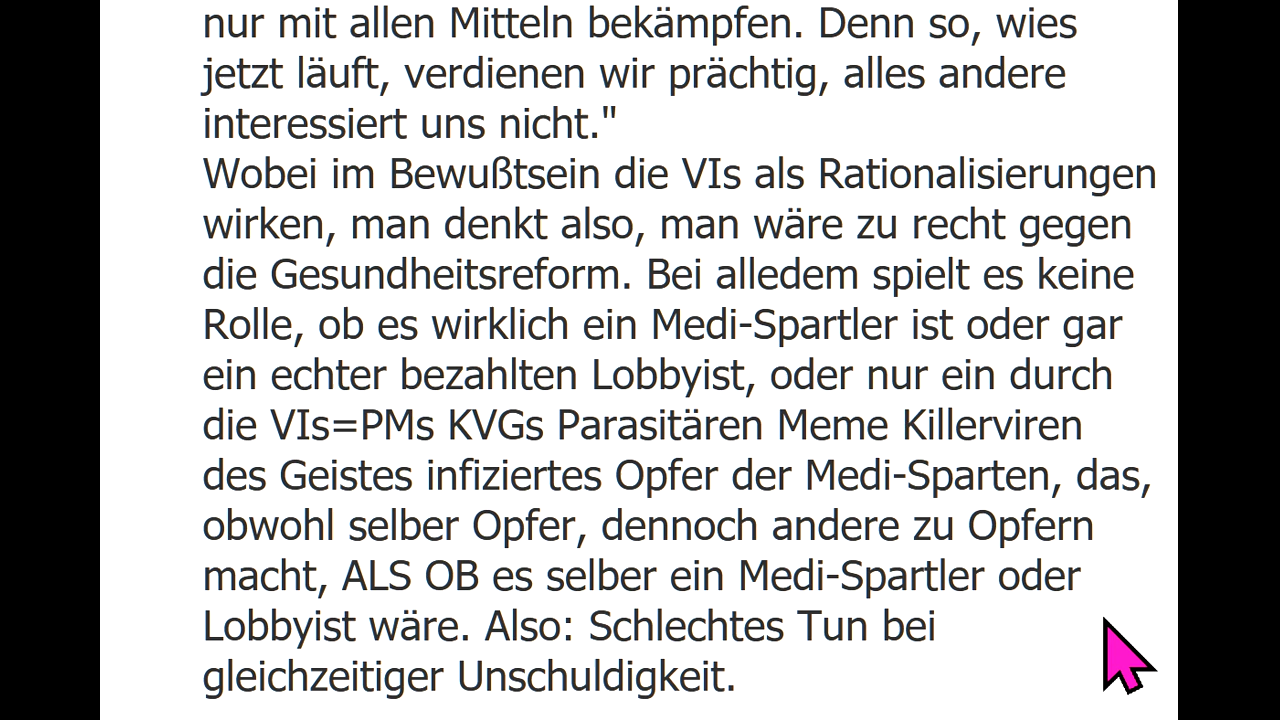 nur mit allen Mitteln bekämpfen. Denn so, wies
jetzt läuft, verdienen wir prächtig, alles andere
interessiert uns nicht."
Wobei im Bewußtsein die VIs als Rationalisierungen
wirken, man denkt also, man wäre zu recht gegen
die Gesundheitsreform. Bei alledem spielt es keine
Rolle, ob es wirklich ein Medi-Spartler ist oder gar
ein echter bezahlten Lobbyist, oder nur ein durch
die VIs=PMs KVGs Parasitären Meme Killerviren
des Geistes infiziertes Opfer der Medi-Sparten, das,
obwohl selber Opfer, dennoch andere zu Opfern
macht, ALS OB es selber ein Medi-Spartler oder
Lobbyist wäre. Also: Schlechtes Tun bei
gleichzeitiger Unschuldigkeit.